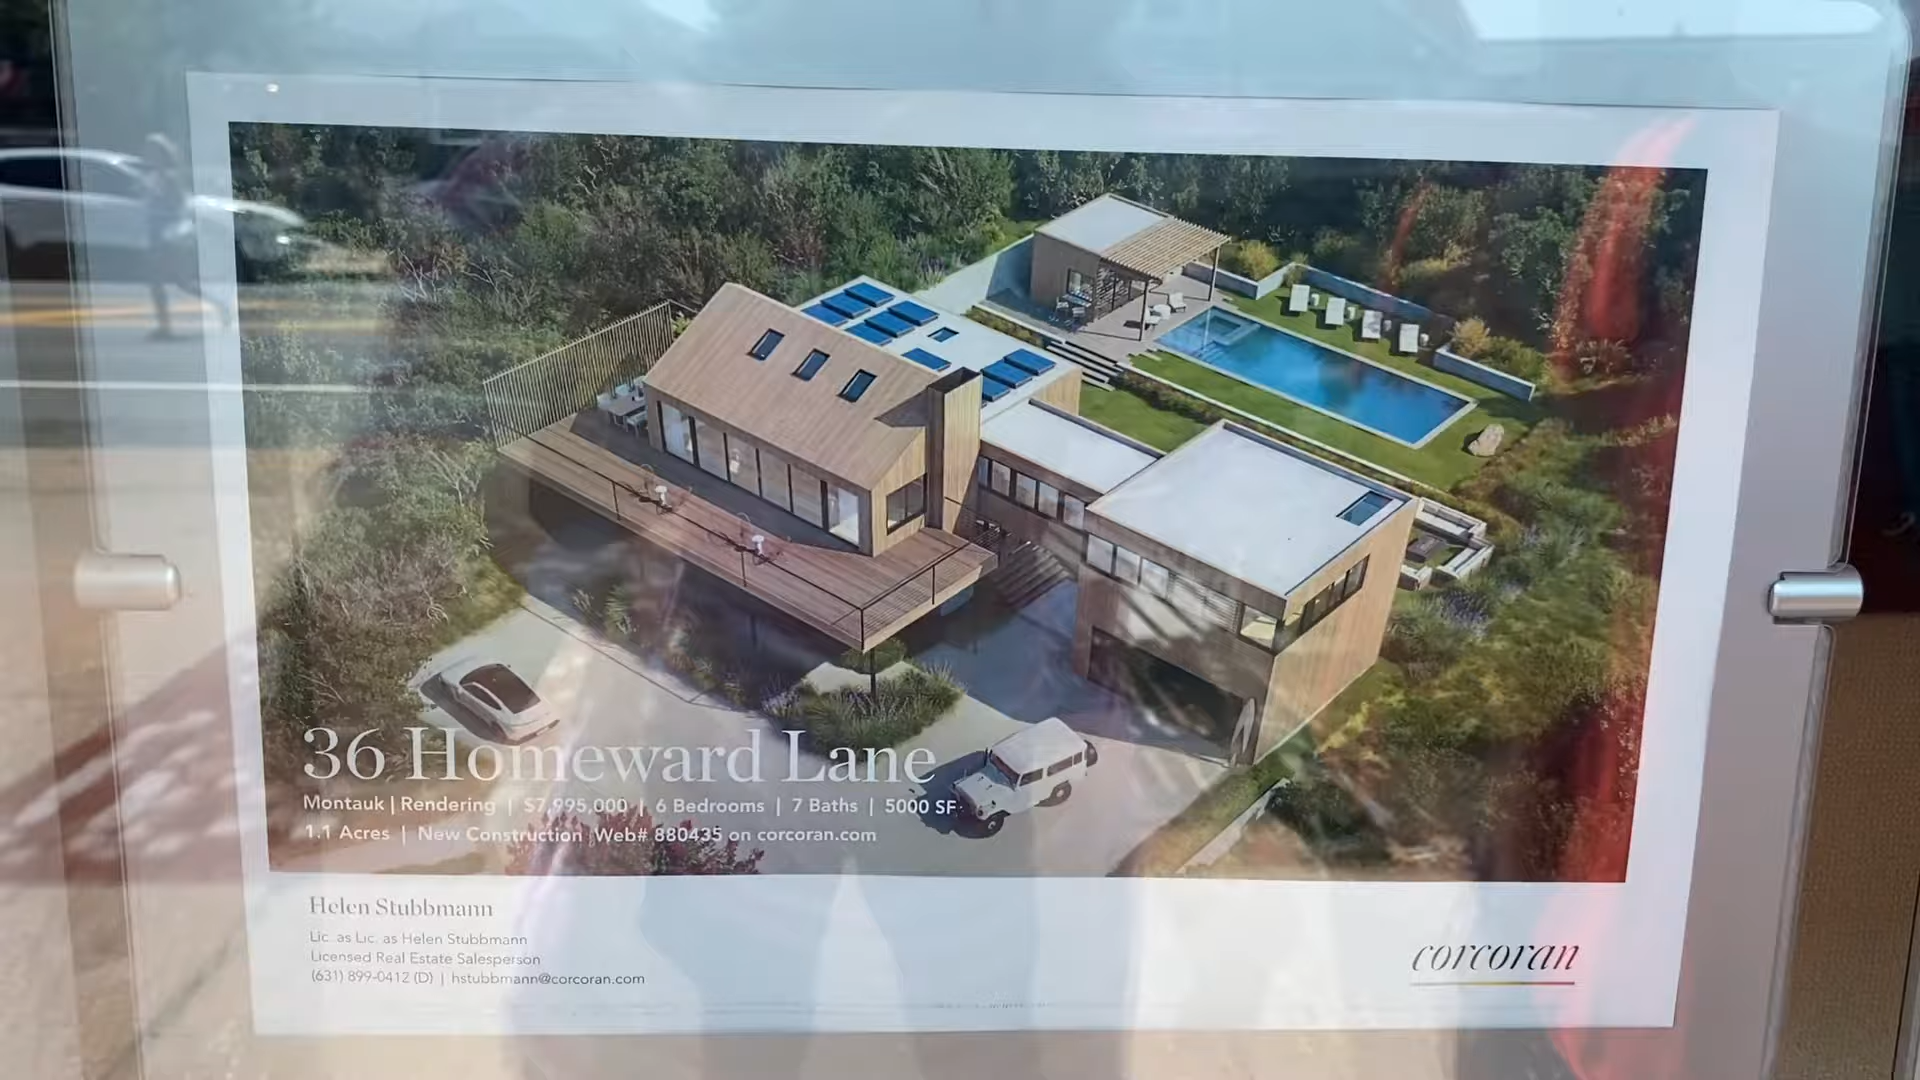 36 Homeward Lane
Montauk | Rendering | $7,995,000 | 6 Bedrooms | 7 Baths | 5000 SF
1.1 Acres | New Construction Web# 880435 on corcoran.com
Helen Stubbmann
Lic. as Lic. as Helen Stubbmann
Licensed Real Estate Salesperson
(631) 899-0412 (D) | hstubbmann@corcoran.com
corcoran